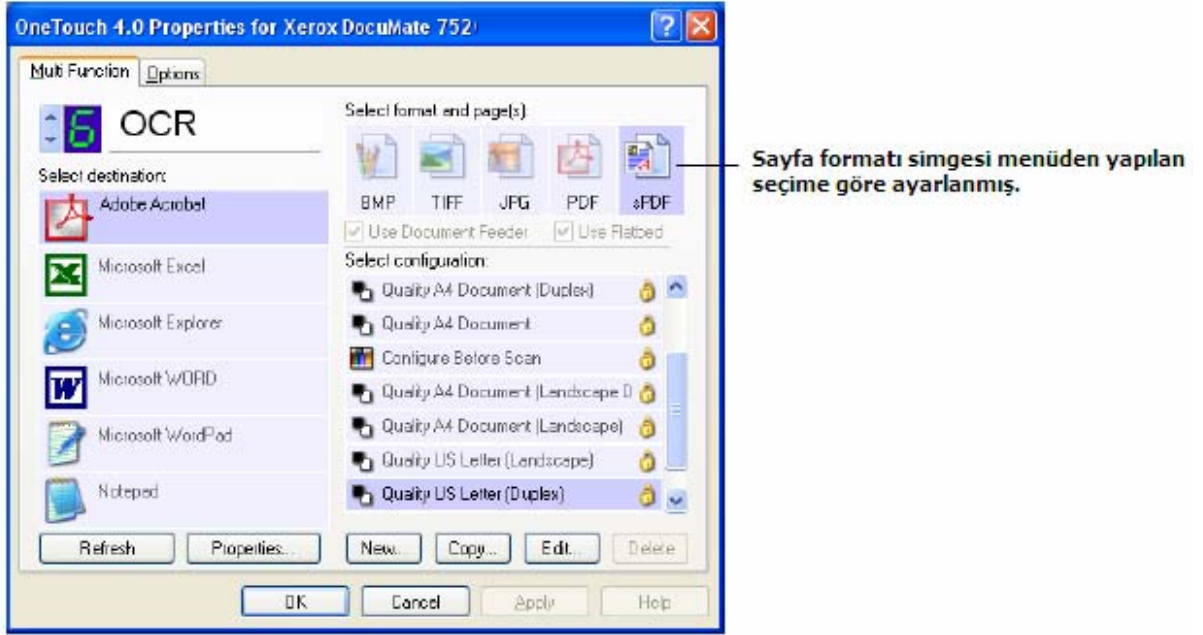 OneTouch 4.0 Properties for Xerox DocuMate 752
Multi Function
Options
6
OCR
Select destination:
Adobe Acrobat
Microsoft Excel
Microsoft Explorer
Microsoft WORD
Microsoft WordPad
Notepad
Refresh
Properties...
Select format and page(s)
BMP
TIFF
JPG
PDF
sPDF
Use Document Feeder
Use Flatbed
Select configuration:
Quality A4 Document (Duplex)
Quality A4 Document
Configure Before Scan
Quality A4 Document (Landscape D
Quality A4 Document (Landscape)
Quality US Letter (Landscape)
Quality US Letter (Duplex)
New...
Copy...
Edit...
Delete
OK
Cancel
Apply
Help
Sayfa formatı simgesi menüden yapılan
seçime göre ayarlanmış.